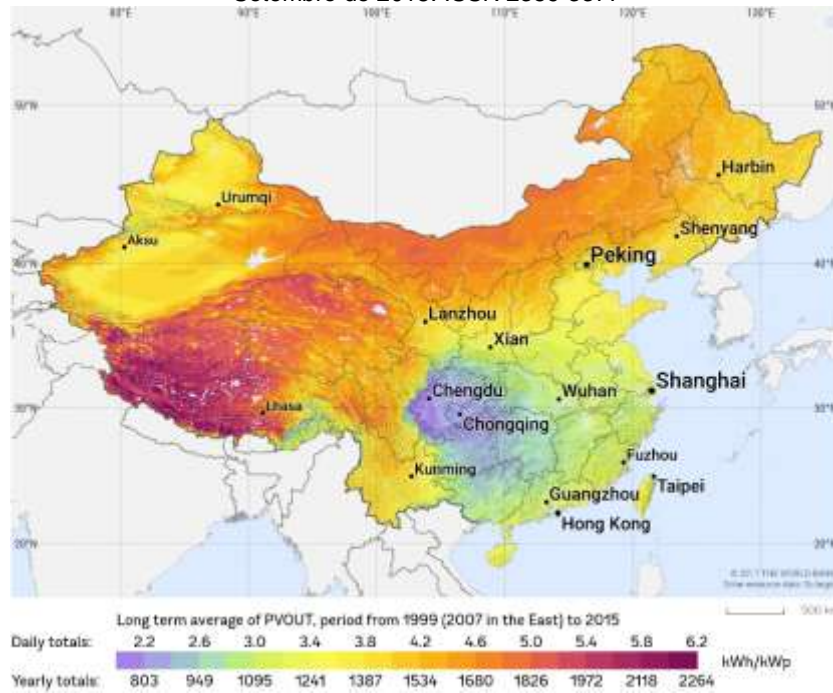 80°E 90°E 100°E 110°E 120°E 130°E
50°N 50°N
Harbin
Urumqi
Shenyang
Aksu
Peking
40°N 40°N
Lanzhou
Xian
Shanghai
Chengdu
Wuhan
Lhasa
30°N 30°N
Chongqing
Fuzhou
Kunming
Taipei
Guangzhou
Hong Kong
20°N 20°N
© 2017 THE WORLD BANK
Long term average of PVOUT, period from 1999 (2007 in the East) to 2015
500 km
Daily totals: 2.2 2.6 3.0 3.4 3.8 4.2 4.6 5.0 5.4 5.8 6.2
kWh/kWp
Yearly totals: 803 949 1095 1241 1387 1534 1680 1826 1972 2118 2264